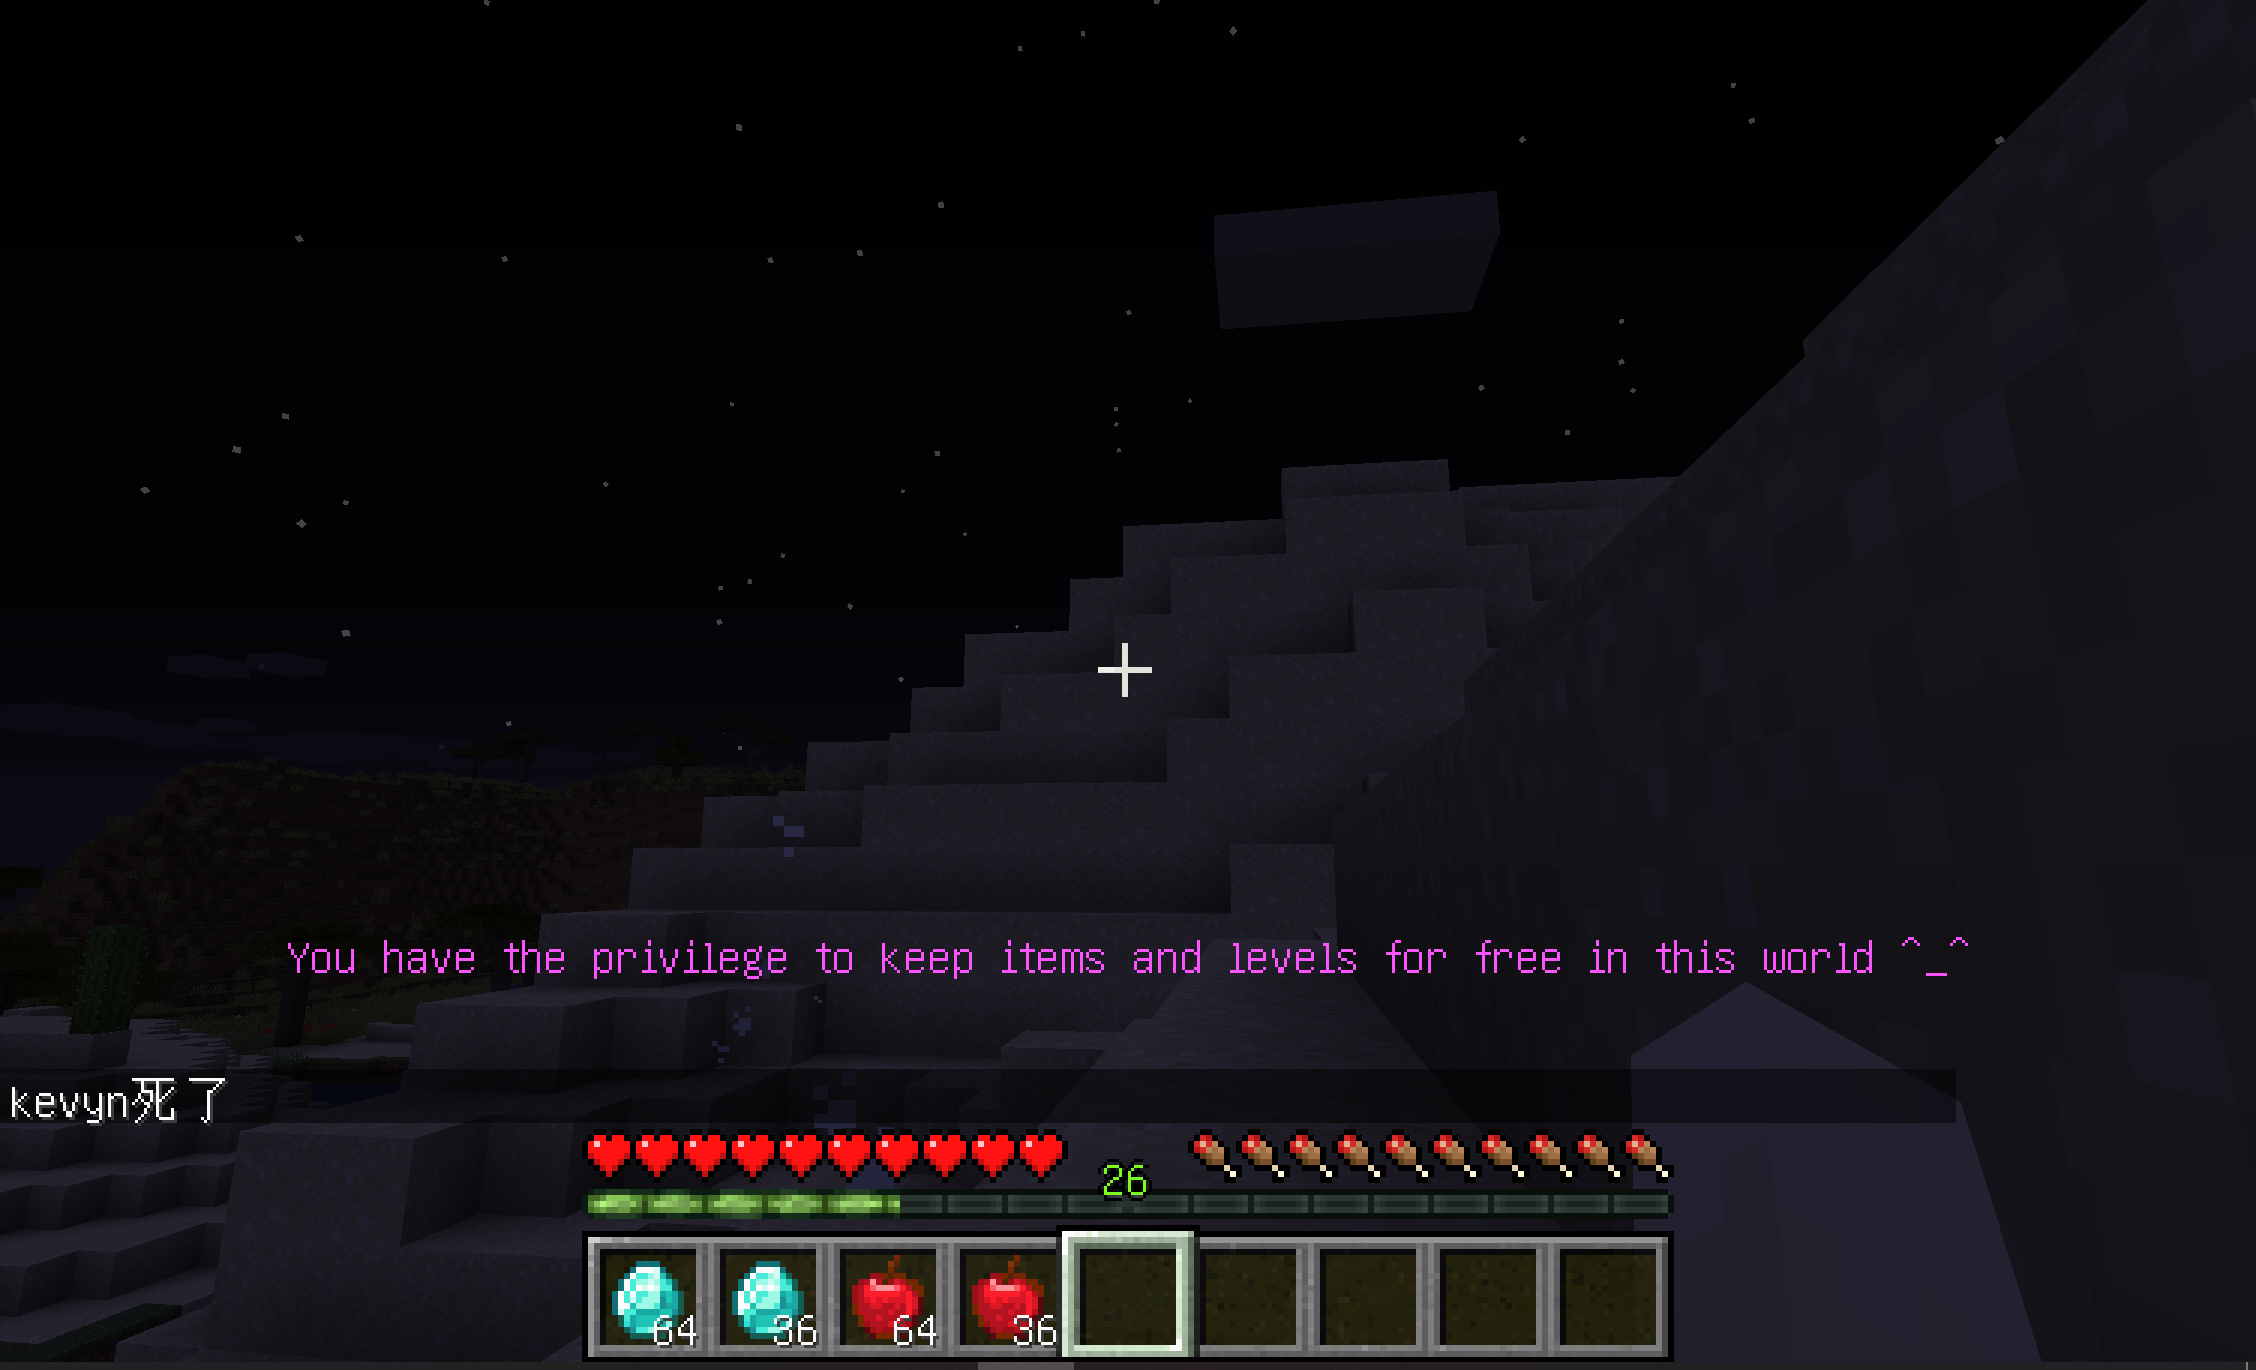 You have the privilege to keep items and levels for free in this world ^_^
kevyn死了
26
64 36 64 36